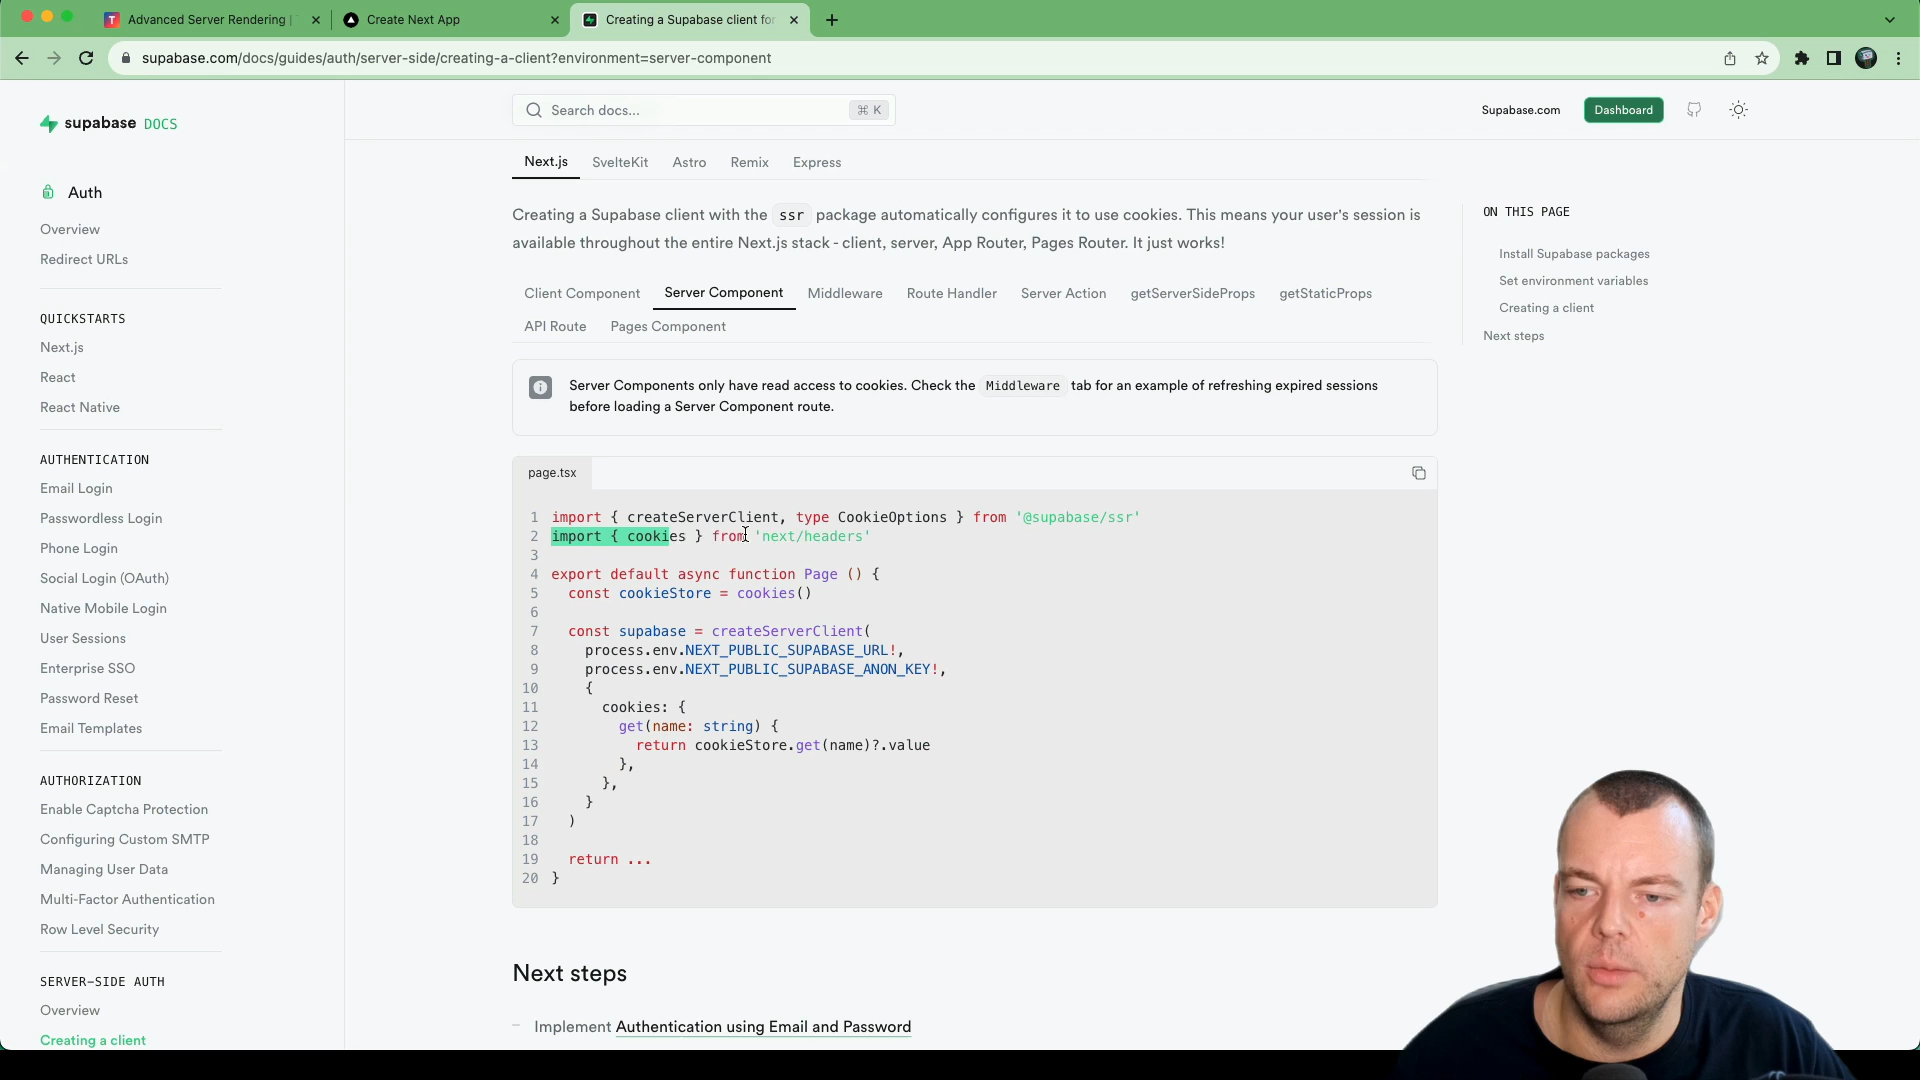 Advanced Server Rendering |
Create Next App
Creating a Supabase client for
supabase.com/docs/guides/auth/server-side/creating-a-client?environment=server-component
supabase DOCS
Search docs...
⌘ K
Supabase.com
Dashboard
Auth
Overview
Redirect URLs
QUICKSTARTS
Next.js
React
React Native
AUTHENTICATION
Email Login
Passwordless Login
Phone Login
Social Login (OAuth)
Native Mobile Login
User Sessions
Enterprise SSO
Password Reset
Email Templates
AUTHORIZATION
Enable Captcha Protection
Configuring Custom SMTP
Managing User Data
Multi-Factor Authentication
Row Level Security
SERVER-SIDE AUTH
Overview
Creating a client
Next.js SvelteKit Astro Remix Express
Creating a Supabase client with the ssr package automatically configures it to use cookies. This means your user's session is
available throughout the entire Next.js stack - client, server, App Router, Pages Router. It just works!
Client Component Server Component Middleware Route Handler Server Action getServerSideProps getStaticProps
API Route Pages Component
Server Components only have read access to cookies. Check the Middleware tab for an example of refreshing expired sessions
before loading a Server Component route.
page.tsx
1 import { createServerClient, type CookieOptions } from '@supabase/ssr'
2 import { cookies } from 'next/headers'
3
4 export default async function Page () {
5 const cookieStore = cookies()
6
7 const supabase = createServerClient(
8 process.env.NEXT_PUBLIC_SUPABASE_URL!,
9 process.env.NEXT_PUBLIC_SUPABASE_ANON_KEY!,
10 {
11 cookies: {
12 get(name: string) {
13 return cookieStore.get(name)?.value
14 },
15 },
16 }
17 )
18
19 return ...
20 }
Next steps
– Implement Authentication using Email and Password
ON THIS PAGE
Install Supabase packages
Set environment variables
Creating a client
Next steps